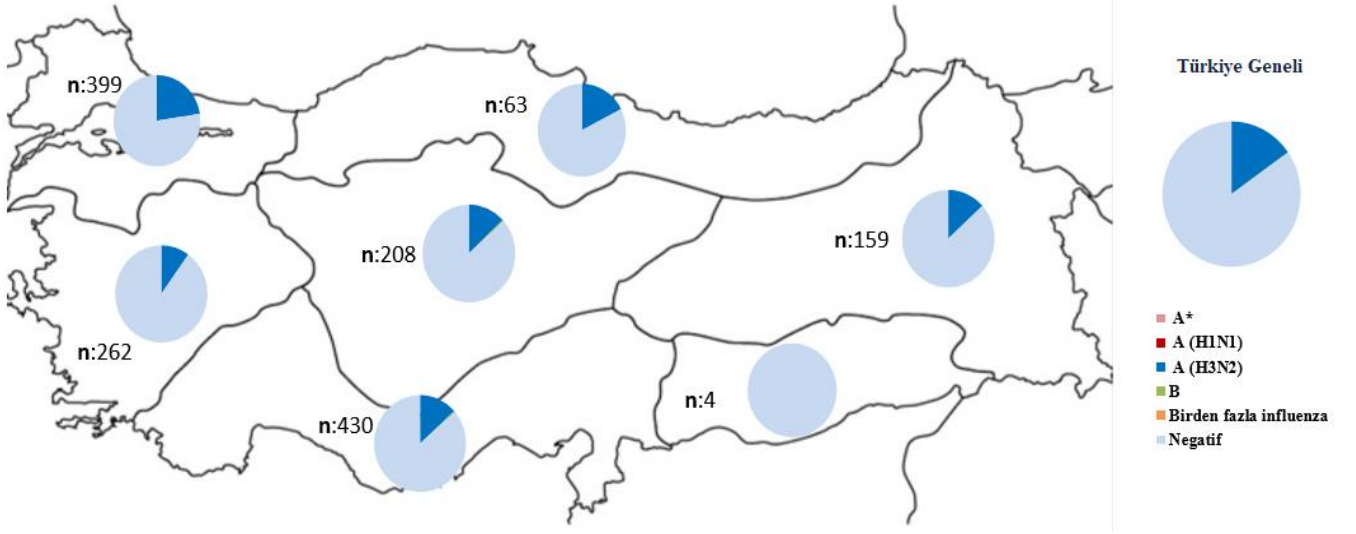 n:399
n:63
n:208
n:159
n:262
n:430
n:4
Türkiye Geneli
A*
A (H1N1)
A (H3N2)
B
Birden fazla influenza
Negatif